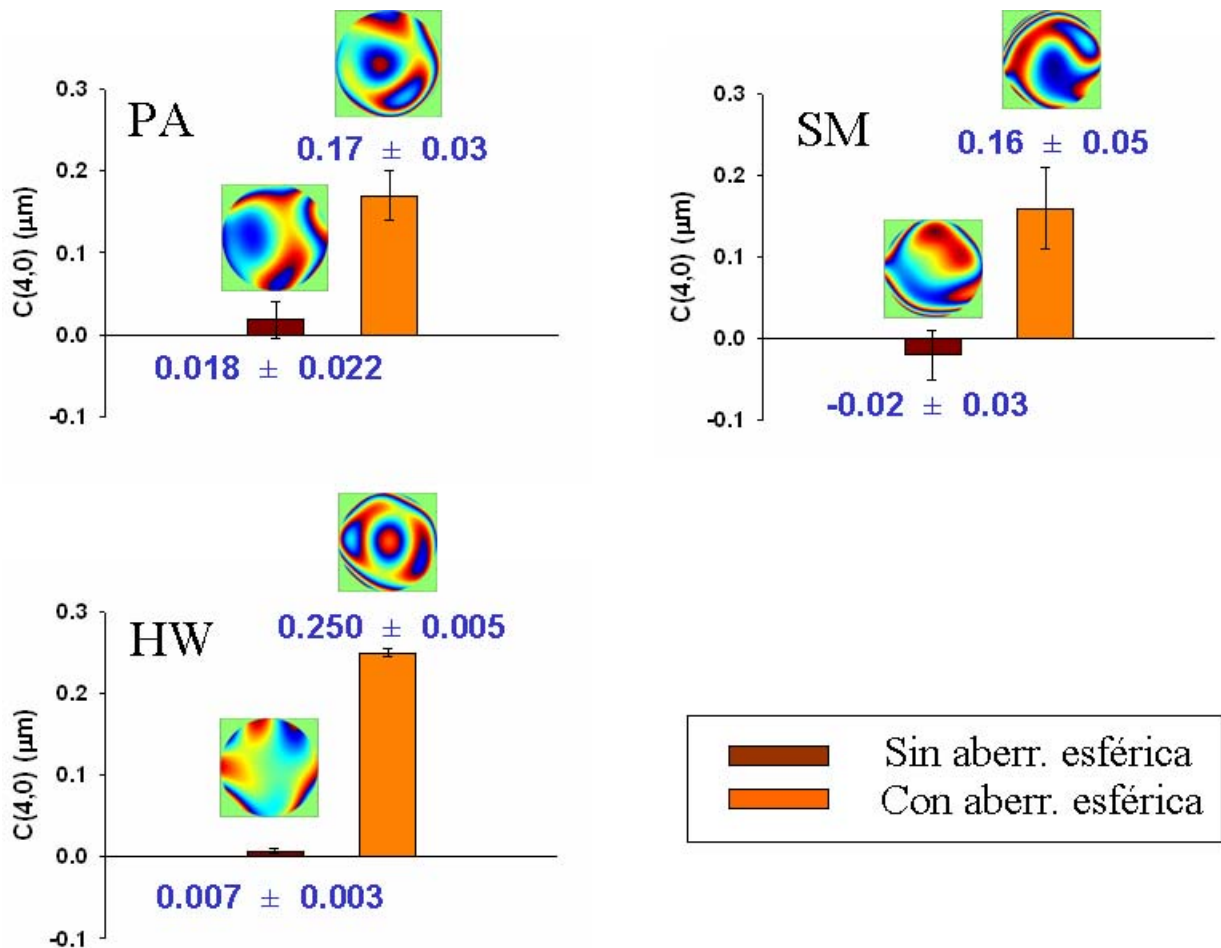 PA
0.3
0.2
0.1
0.0
-0.1
C(4,0) (µm)
0.17 ± 0.03
0.018 ± 0.022
SM
0.3
0.2
0.1
0.0
-0.1
C(4,0) (µm)
0.16 ± 0.05
-0.02 ± 0.03
HW
0.3
0.2
0.1
0.0
-0.1
C(4,0) (µm)
0.250 ± 0.005
0.007 ± 0.003
Sin aberr. esférica
Con aberr. esférica